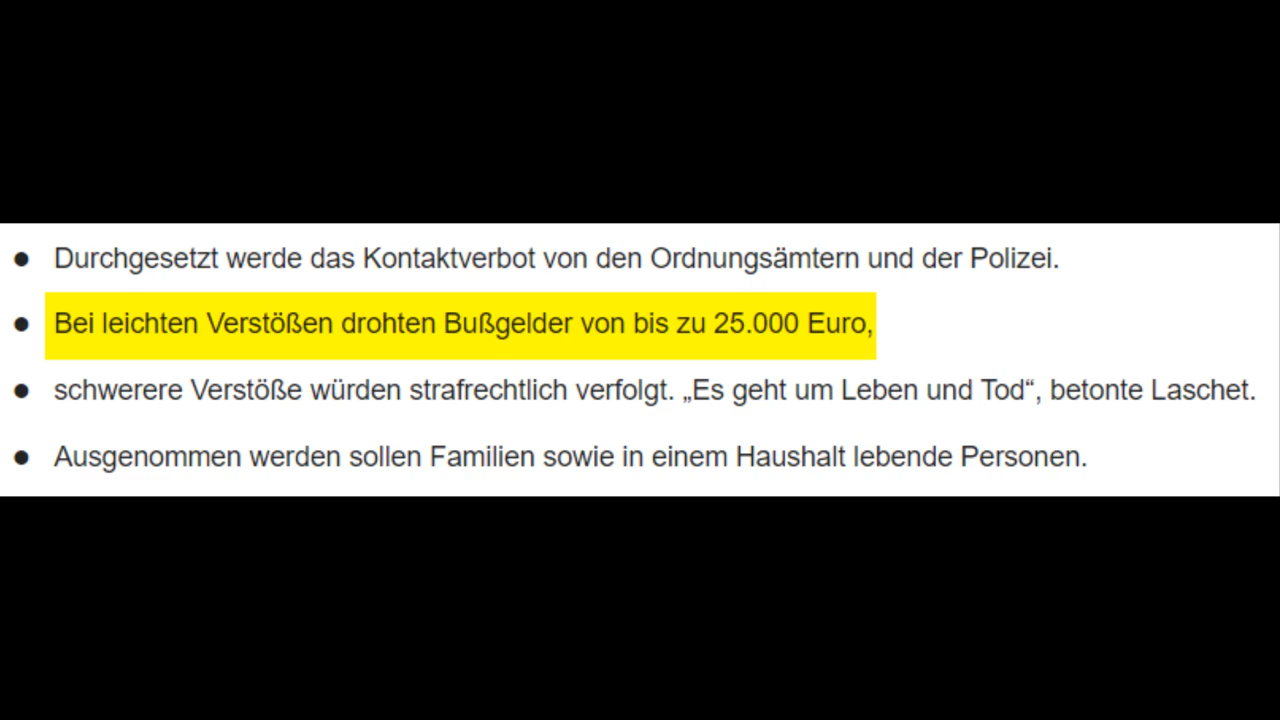 ● Durchgesetzt werde das Kontaktverbot von den Ordnungsämtern und der Polizei.
● Bei leichten Verstößen drohten Bußgelder von bis zu 25.000 Euro,
● schwerere Verstöße würden strafrechtlich verfolgt. „Es geht um Leben und Tod“, betonte Laschet.
● Ausgenommen werden sollen Familien sowie in einem Haushalt lebende Personen.